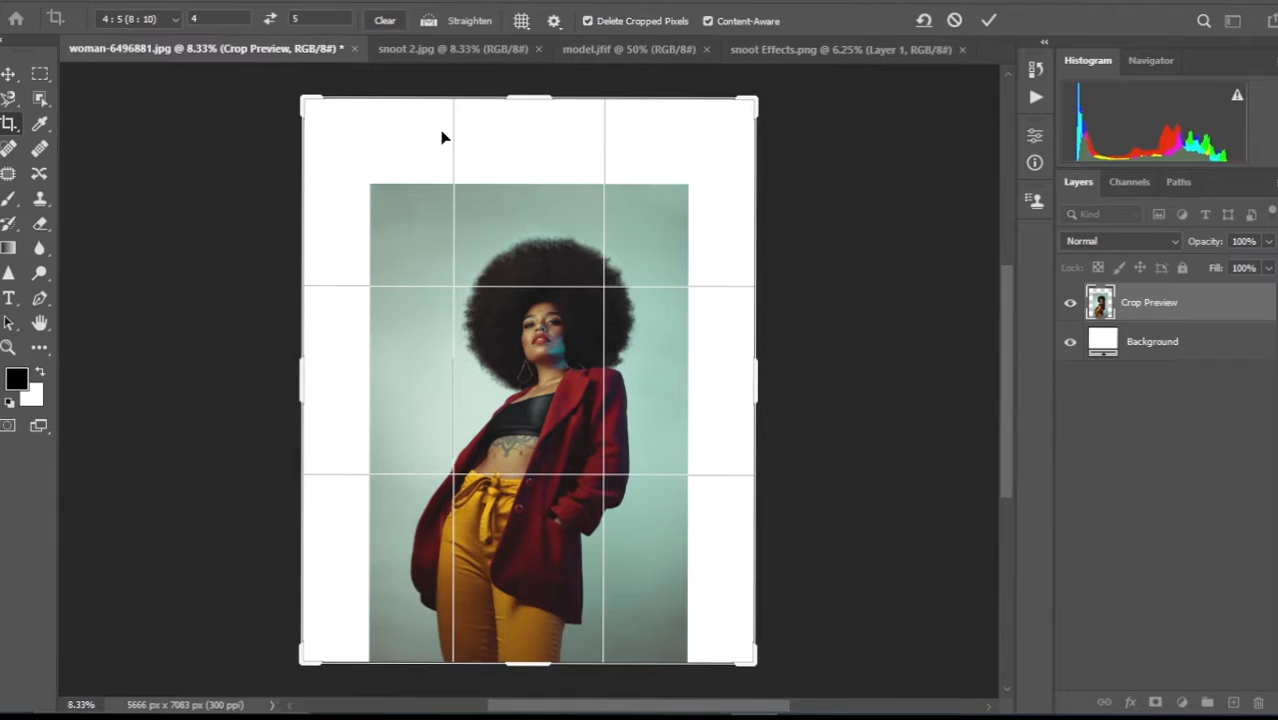 4 : 5 (8 : 10) 4 5 Clear Straighten Delete Cropped Pixels Content-Aware
woman-6496881.jpg @ 8.33% (Crop Preview, RGB/8#) * × snoot 2.jpg @ 8.33% (RGB/8#) × model.jfif @ 50% (RGB/8#) × snoot Effects.png @ 6.25% (Layer 1, RGB/8#) ×
Histogram Navigator
Layers Channels Paths
Kind
Normal Opacity: 100%
Lock: Fill: 100%
Crop Preview
Background
8.33% 5666 px x 7083 px (300 ppi)